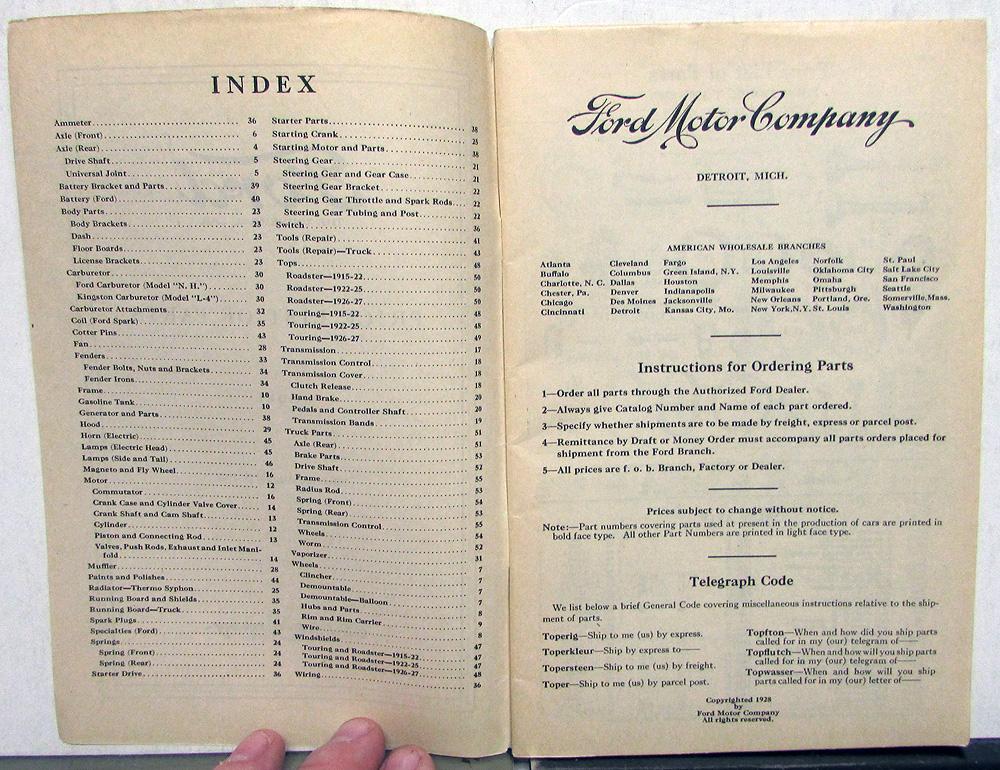 INDEX
Ammeter 36
Axle (Front) 6
Axle (Rear) 4
Drive Shaft 5
Universal Joint 5
Battery Bracket and Parts 39
Battery (Ford) 40
Body Parts 23
Body Brackets 23
Dash 23
Floor Boards 23
License Brackets 23
Carburetor 30
Ford Carburetor (Model "N. H.") 30
Kingston Carburetor (Model "L-4") 30
Carburetor Attachments 32
Coil (Ford Spark) 35
Cotter Pins 43
Fan 28
Fenders 33
Fender Bolts, Nuts and Brackets 34
Fender Irons 34
Frame 10
Gasoline Tank 10
Generator and Parts 38
Hood 29
Horn (Electric) 45
Lamps (Electric Head) 45
Lamps (Side and Tail) 46
Magneto and Fly Wheel 16
Motor 12
Commutator 16
Crank Case and Cylinder Valve Cover 14
Crank Shaft and Cam Shaft 13
Cylinder 12
Piston and Connecting Rod 13
Valves, Push Rods, Exhaust and Inlet Mani-
fold 14
Muffler 28
Paints and Polishes 44
Radiator—Thermo Syphon 25
Running Board and Shields 35
Running Board—Truck 35
Spark Plugs 41
Specialties (Ford) 43
Springs 24
Spring (Front) 24
Spring (Rear) 24
Starter Drive 36
Starter Parts 38
Starting Crank 25
Starting Motor and Parts 38
Steering Gear 21
Steering Gear and Gear Case 21
Steering Gear Bracket 22
Steering Gear Throttle and Spark Rods 22
Steering Gear Tubing and Post 22
Switch 36
Tools (Repair) 41
Tools (Repair)—Truck 43
Tops 48
Roadster—1915-22 48
Roadster—1922-25 48
Roadster—1926-27 48
Touring—1915-22 48
Touring—1922-25 48
Touring—1926-27 49
Transmission 17
Transmission Control 18
Transmission Cover 18
Clutch Release 18
Hand Brake 20
Pedals and Controller Shaft 20
Transmission Bands 19
Truck Parts 51
Axle (Rear) 51
Brake Parts 53
Drive Shaft 52
Frame 55
Radius Rod 53
Spring (Front) 54
Spring (Rear) 53
Transmission Control 55
Wheels 54
Worm 52
Vaporizer 31
Wheels 7
Clincher 7
Demountable 7
Demountable—Balloon 7
Hubs and Parts 8
Rim and Rim Carrier 9
Wire 8
Windshields 47
Touring and Roadster—1915-22 47
Touring and Roadster—1922-25 47
Touring and Roadster—1926-27 48
Wiring 36
Ford Motor Company
DETROIT, MICH.
AMERICAN WHOLESALE BRANCHES
Atlanta Cleveland Fargo Los Angeles Norfolk St. Paul
Buffalo Columbus Green Island, N.Y. Louisville Oklahoma City Salt Lake City
Charlotte, N. C. Dallas Houston Memphis Omaha San Francisco
Chester, Pa. Denver Indianapolis Milwaukee Pittsburgh Seattle
Chicago Des Moines Jacksonville New Orleans Portland, Ore. Somerville, Mass.
Cincinnati Detroit Kansas City, Mo. New York, N.Y. St. Louis Washington
Instructions for Ordering Parts
1—Order all parts through the Authorized Ford Dealer.
2—Always give Catalog Number and Name of each part ordered.
3—Specify whether shipments are to be made by freight, express or parcel post.
4—Remittance by Draft or Money Order must accompany all parts orders placed for
shipment from the Ford Branch.
5—All prices are f. o. b. Branch, Factory or Dealer.
Prices subject to change without notice.
Note:—Part numbers covering parts used at present in the production of cars are printed in
bold face type. All other Part Numbers are printed in light face type.
Telegraph Code
We list below a brief General Code covering miscellaneous instructions relative to the ship-
ment of parts.
Toperig—Ship to me (us) by express.
Toperkleur—Ship by express to——
Topersteen—Ship to me (us) by freight.
Toper—Ship to me (us) by parcel post.
Topfton—When and how did you ship parts
called for in my (our) telegram of——
Topflutch—When and how will you ship parts
called for in my (our) telegram of——
Topwasser—When and how will you ship
parts called for in my (our) letter of——
Copyrighted 1928
by
Ford Motor Company
All rights reserved.